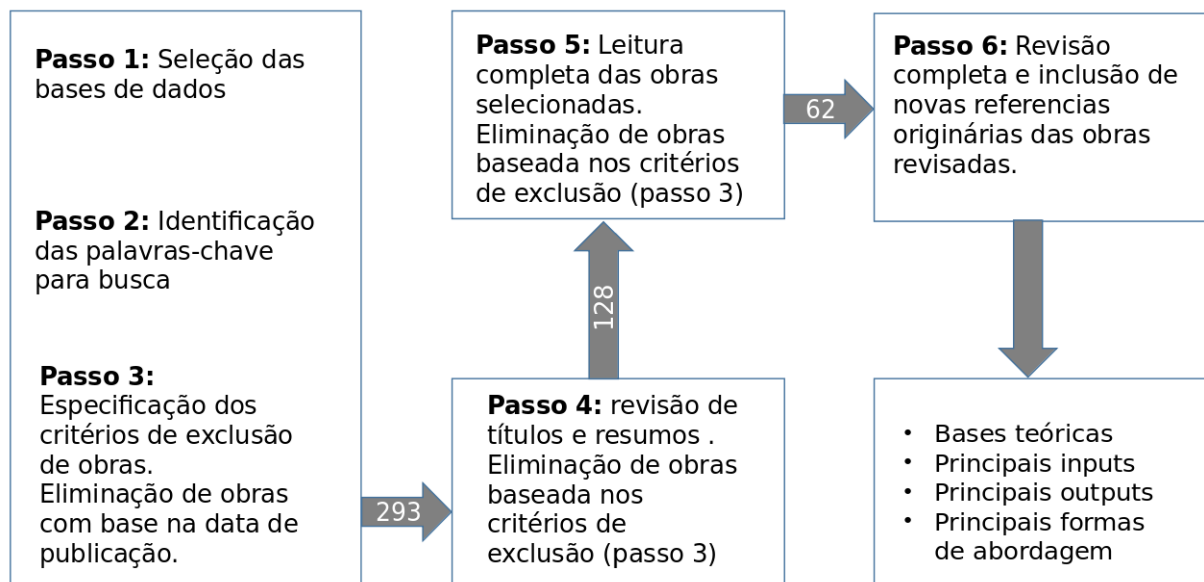 Passo 1: Seleção das
bases de dados
Passo 2: Identificação
das palavras-chave
para busca
Passo 3:
Especificação dos
critérios de exclusão
de obras.
Eliminação de obras
com base na data de
publicação.
293
Passo 4: revisão de
títulos e resumos .
Eliminação de obras
baseada nos
critérios de
exclusão (passo 3)
128
Passo 5: Leitura
completa das obras
selecionadas.
Eliminação de obras
baseada nos critérios
de exclusão (passo 3)
62
Passo 6: Revisão
completa e inclusão de
novas referencias
originárias das obras
revisadas.
• Bases teóricas
• Principais inputs
• Principais outputs
• Principais formas
de abordagem